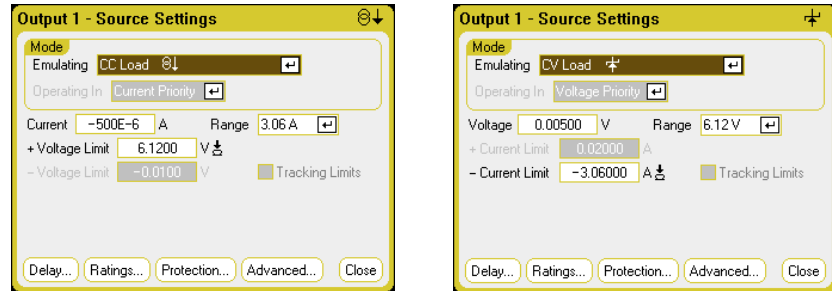 Output 1 - Source Settings
Mode
Emulating CC Load
Operating In Current Priority
Current -500E-6 A Range 3.06 A
+ Voltage Limit 6.1200 V
- Voltage Limit -0.0100 V Tracking Limits
Delay... Ratings... Protection... Advanced... Close
Output 1 - Source Settings
Mode
Emulating CV Load
Operating In Voltage Priority
Voltage 0.00500 V Range 6.12 V
+ Current Limit 0.02000 A
- Current Limit -3.06000 A Tracking Limits
Delay... Ratings... Protection... Advanced... Close